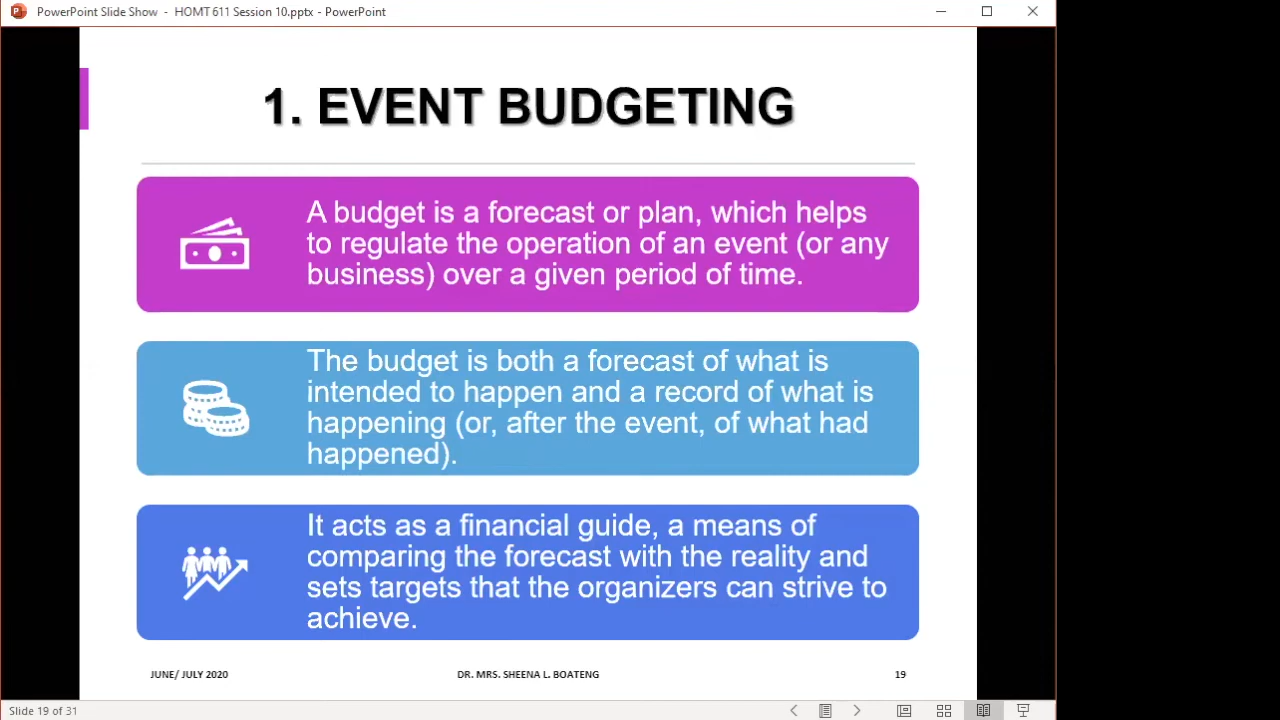 PowerPoint Slide Show - HOMT 611 Session 10.pptx - PowerPoint
1. EVENT BUDGETING
A budget is a forecast or plan, which helps
to regulate the operation of an event (or any
business) over a given period of time.
The budget is both a forecast of what is
intended to happen and a record of what is
happening (or, after the event, of what had
happened).
It acts as a financial guide, a means of
comparing the forecast with the reality and
sets targets that the organizers can strive to
achieve.
JUNE/ JULY 2020 DR. MRS. SHEENA L. BOATENG 19
Slide 19 of 31